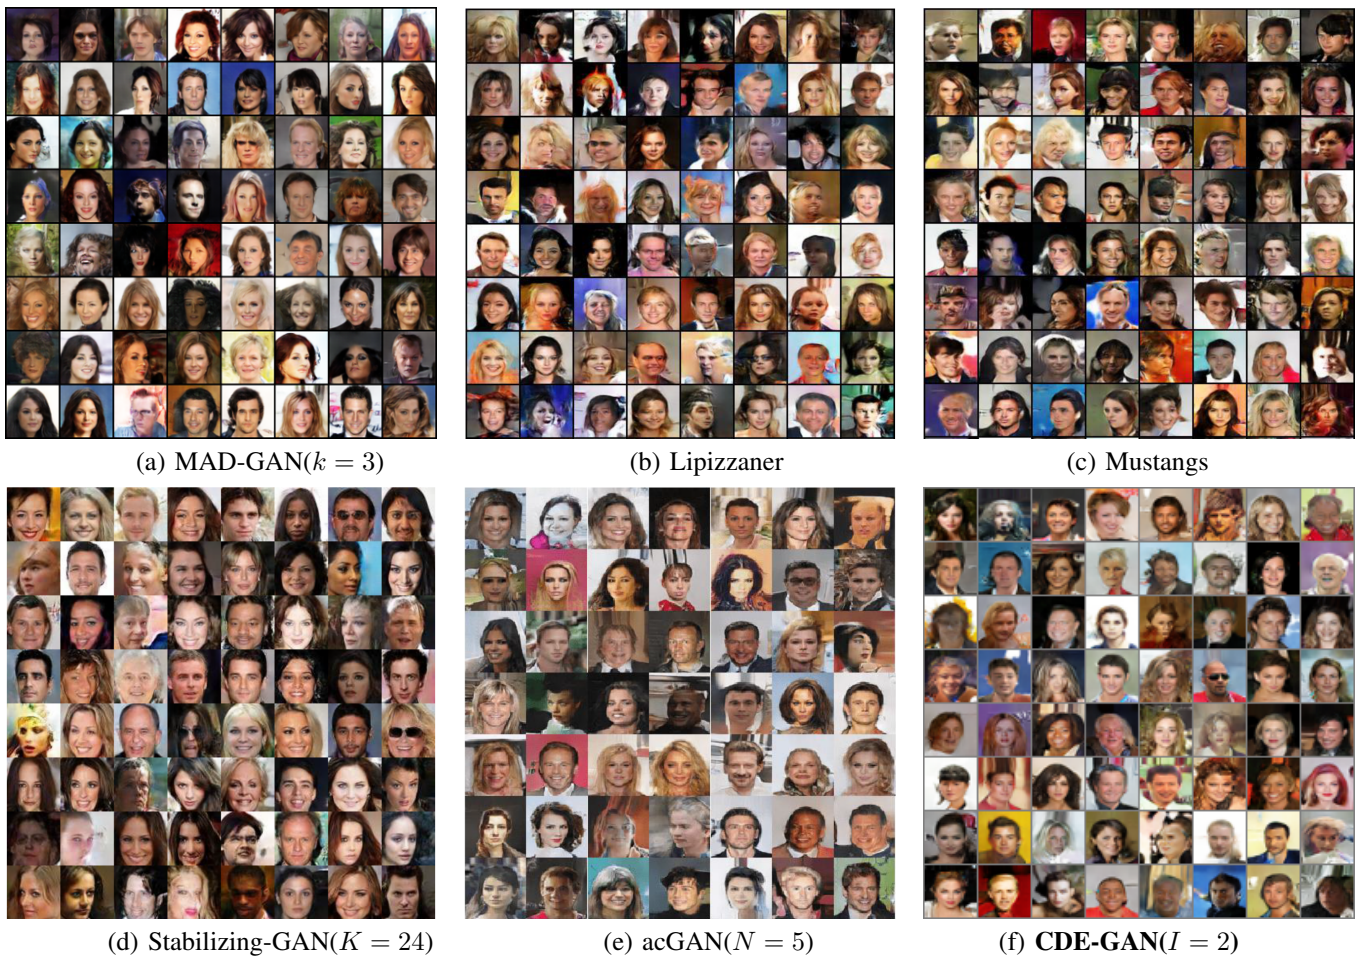 (a) MAD-GAN(k = 3)
(b) Lipizzaner
(c) Mustangs
(d) Stabilizing-GAN(K = 24)
(e) acGAN(N = 5)
(f) CDE-GAN(I = 2)